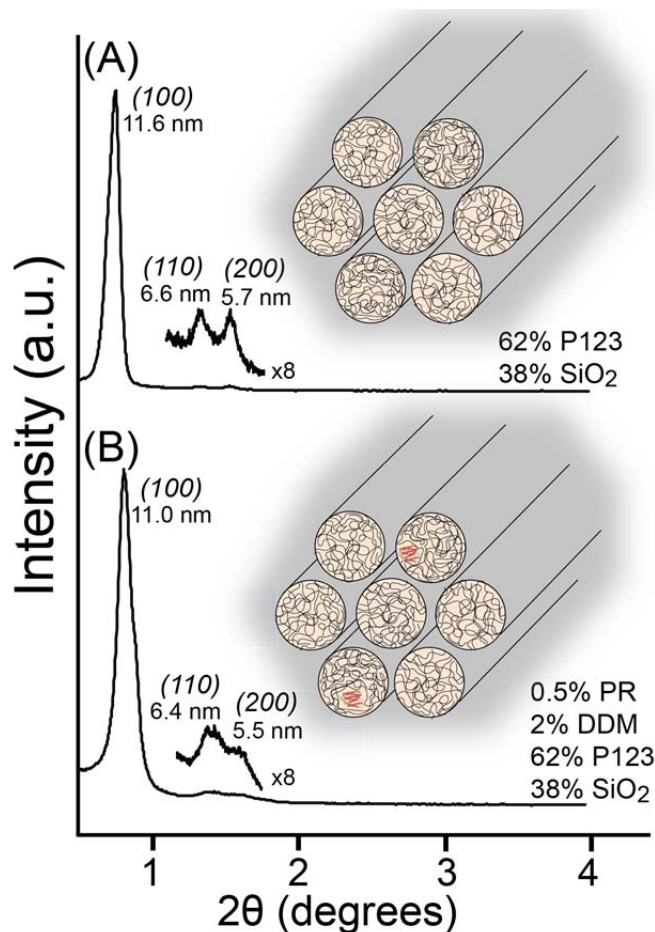 Intensity (a.u.)
(A)
(100)
11.6 nm
(110)
6.6 nm
(200)
5.7 nm
x8
62% P123
38% SiO₂
(B)
(100)
11.0 nm
(110)
6.4 nm
(200)
5.5 nm
x8
0.5% PR
2% DDM
62% P123
38% SiO₂
1 2 3 4
2θ (degrees)